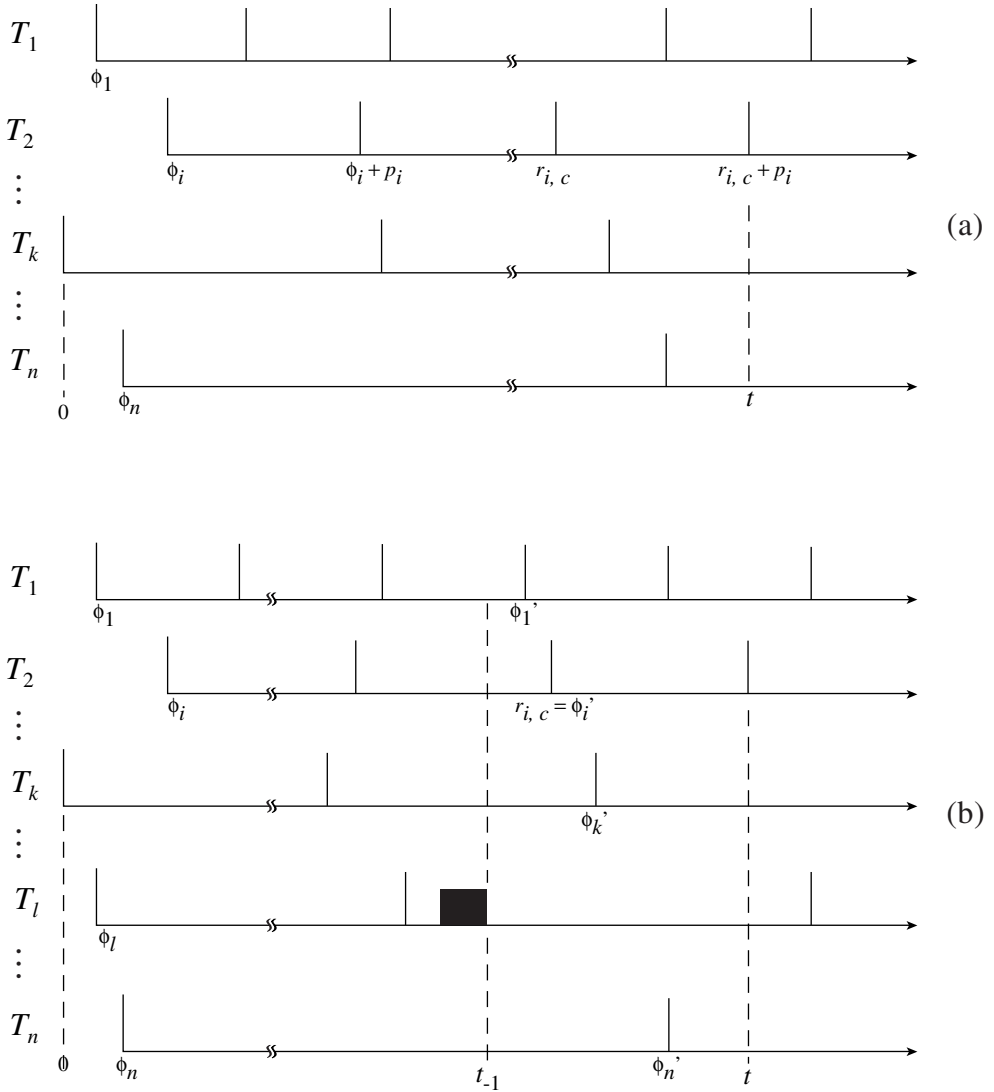 T1
ϕ1
T2
ϕi
ϕi + pi
ri, c
ri, c + pi
⋮
(a)
Tk
⋮
Tn
0
ϕn
t
T1
ϕ1
ϕ1’
T2
ϕi
ri, c = ϕi’
⋮
Tk
ϕk’
(b)
⋮
Tl
ϕl
⋮
Tn
0
ϕn
t-1
ϕn’
t